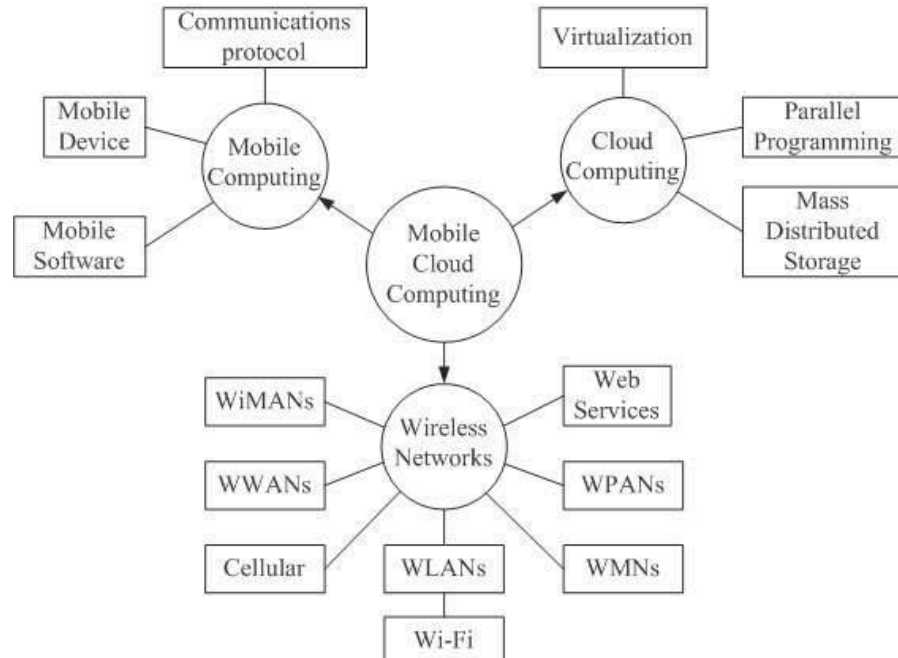 Communications
protocol
Virtualization
Mobile
Device
Mobile
Computing
Cloud
Computing
Parallel
Programming
Mobile
Software
Mobile
Cloud
Computing
Mass
Distributed
Storage
WiMANs
Wireless
Networks
Web
Services
WWANs
WPANs
Cellular
WLANs
WMNs
Wi-Fi